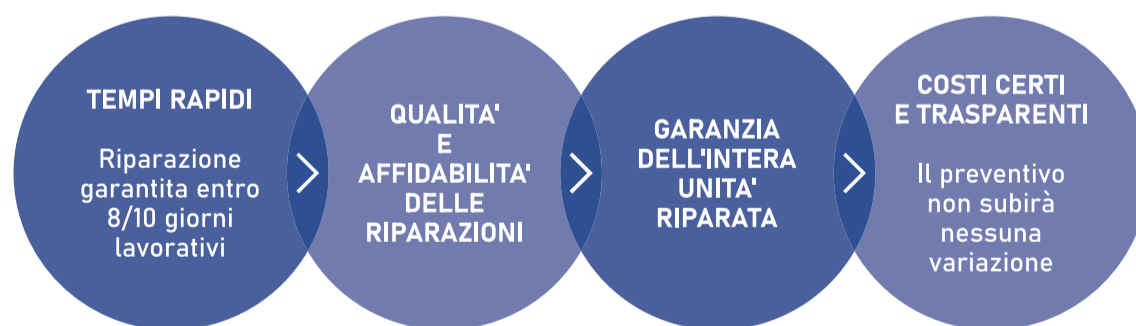 TEMPI RAPIDI
Riparazione
garantita entro
8/10 giorni
lavorativi
QUALITA'
E
AFFIDABILITA'
DELLE
RIPARAZIONI
GARANZIA
DELL'INTERA
UNITA'
RIPARATA
COSTI CERTI
E TRASPARENTI
Il preventivo
non subirà
nessuna
variazione